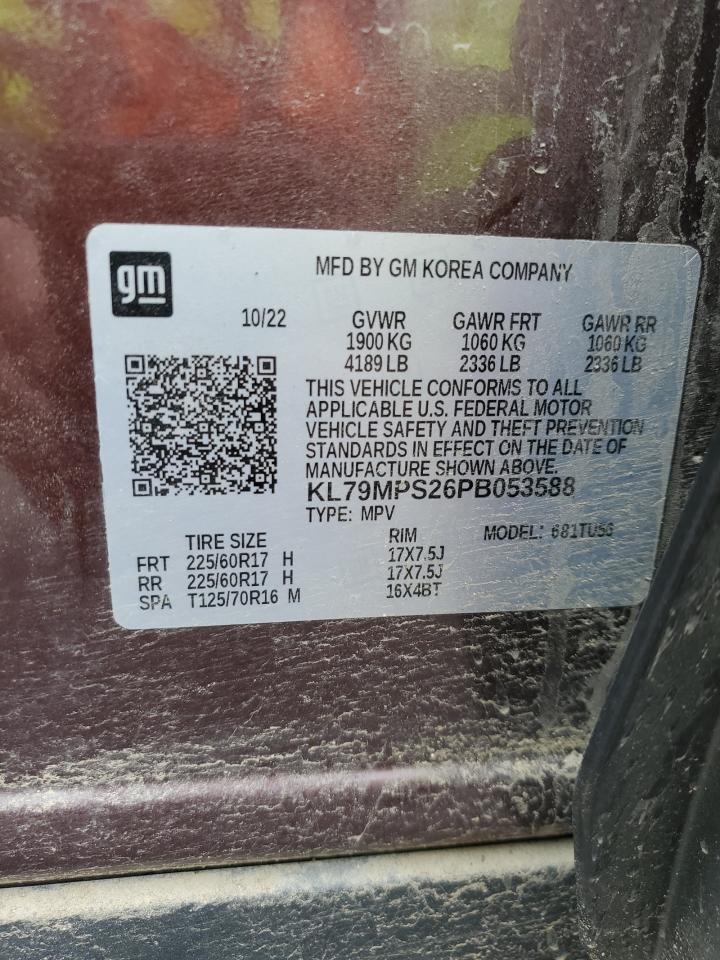 gm
MFD BY GM KOREA COMPANY
10/22 GVWR GAWR FRT GAWR RR
1900 KG 1060 KG 1060 KG
4189 LB 2336 LB 2336 LB
THIS VEHICLE CONFORMS TO ALL
APPLICABLE U.S. FEDERAL MOTOR
VEHICLE SAFETY AND THEFT PREVENTION
STANDARDS IN EFFECT ON THE DATE OF
MANUFACTURE SHOWN ABOVE.
KL79MPS26PB053588
TYPE: MPV
TIRE SIZE RIM MODEL: 681TU56
FRT 225/60R17 H 17X7.5J
RR 225/60R17 H 17X7.5J
SPA T125/70R16 M 16X4BT